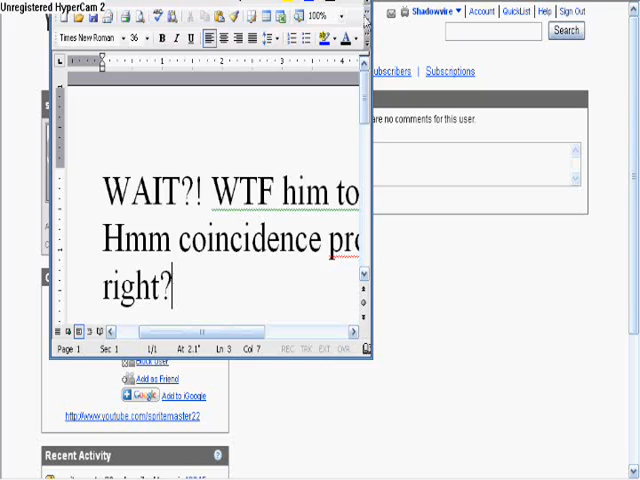 Unregistered HyperCam 2
100%
Shadowwire
Account
QuickList
Help
Sign Out
Times New Roman
36
B I U
Search
Subscriptions
are no comments for this user.
WAIT?! WTF him to
Hmm coincidence
right?
Page 1 Sec 1 1/1 At 2.1" Ln 3 Col 7 REC TRK EXT OVR
Add as Friend
Google
Add to iGoogle
http://www.youtube.com/spritemaster22
Recent Activity